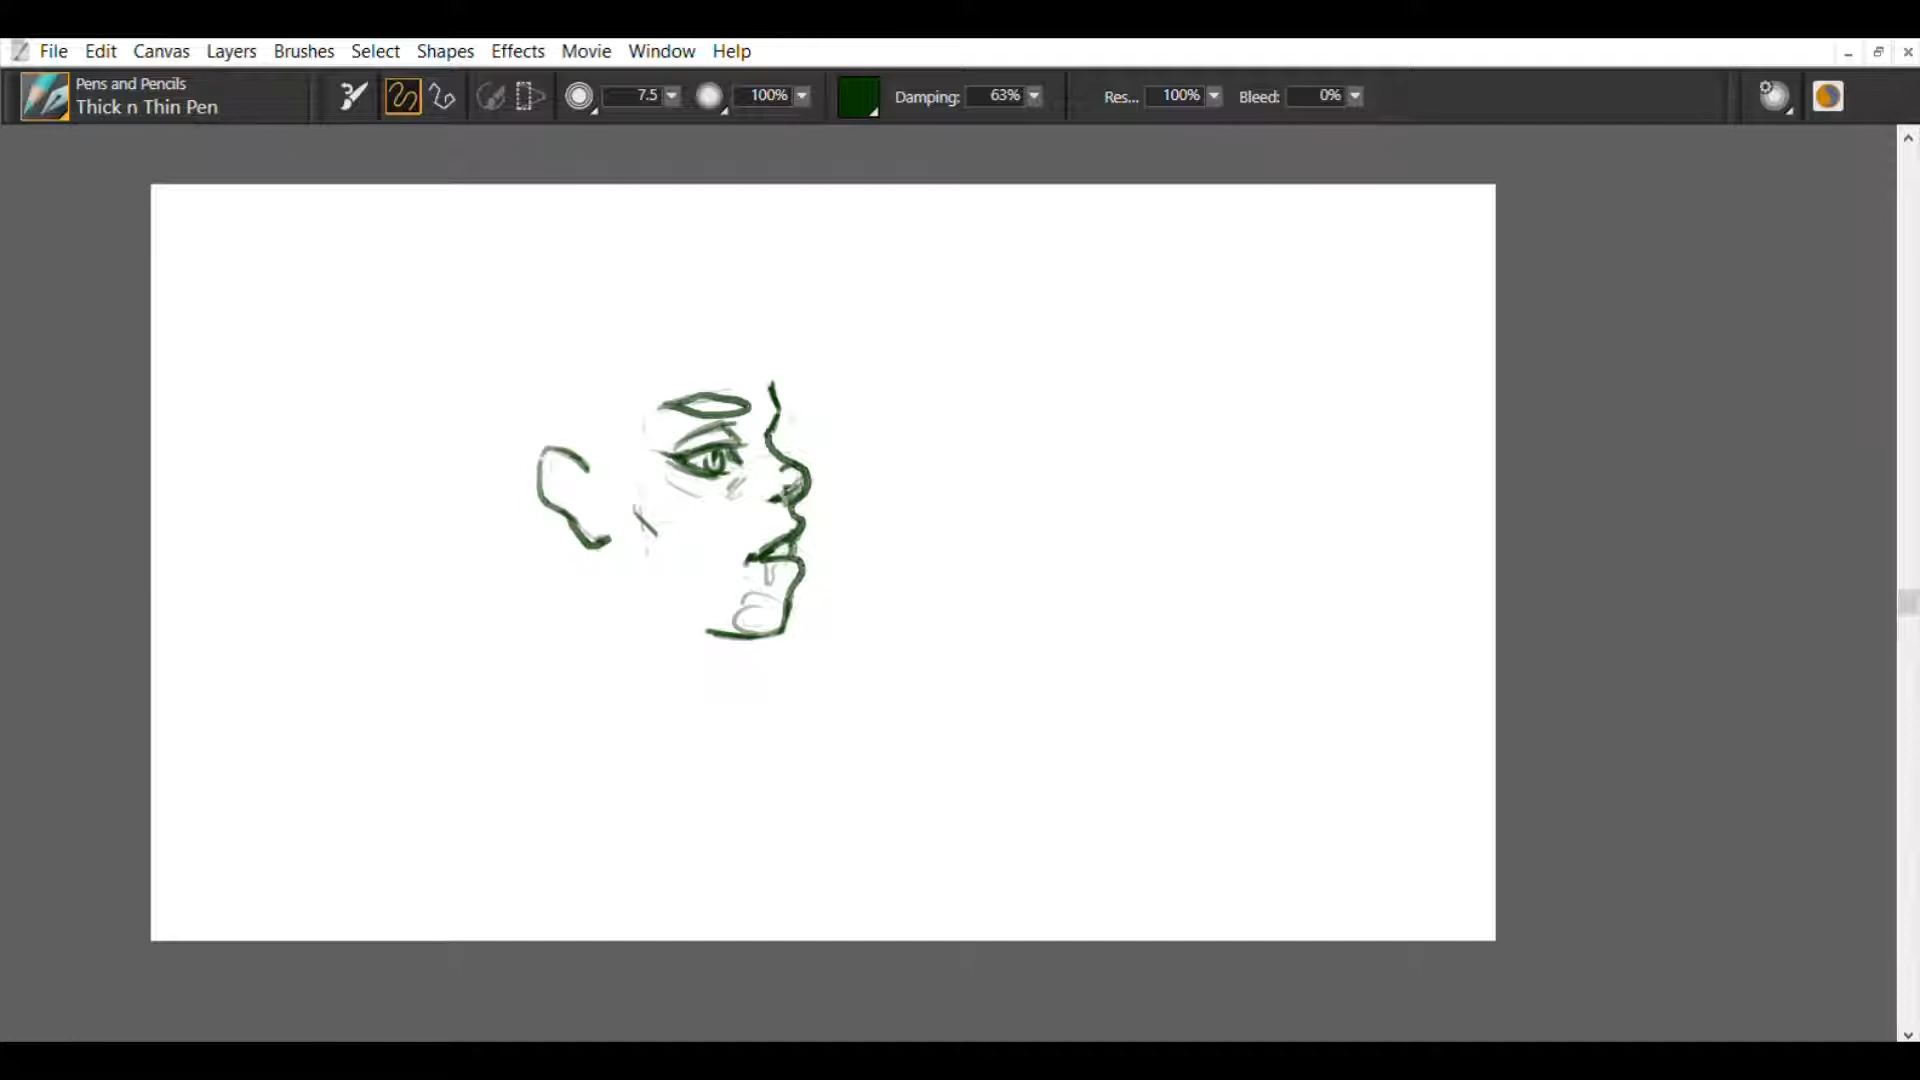 File Edit Canvas Layers Brushes Select Shapes Effects Movie Window Help
Pens and Pencils
Thick n Thin Pen
7.5 100% Damping: 63% Res... 100% Bleed: 0%